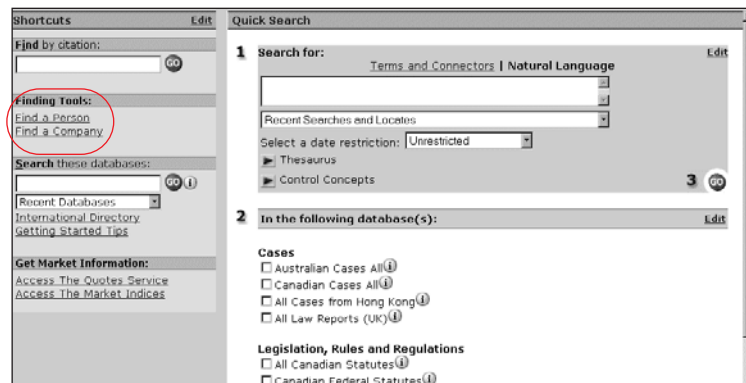 Shortcuts Edit
Find by citation:
GO
Finding Tools:
Find a Person
Find a Company
Search these databases:
GO i
Recent Databases
International Directory
Getting Started Tips
Get Market Information:
Access The Quotes Service
Access The Market Indices
Quick Search
1 Search for: Edit
Terms and Connectors | Natural Language
Recent Searches and Locates
Select a date restriction: Unrestricted
Thesaurus
Control Concepts 3 GO
2 In the following database(s): Edit
Cases
Australian Cases All i
Canadian Cases All i
All Cases from Hong Kong i
All Law Reports (UK) i
Legislation, Rules and Regulations
All Canadian Statutes i
Canadian Federal Statutes i